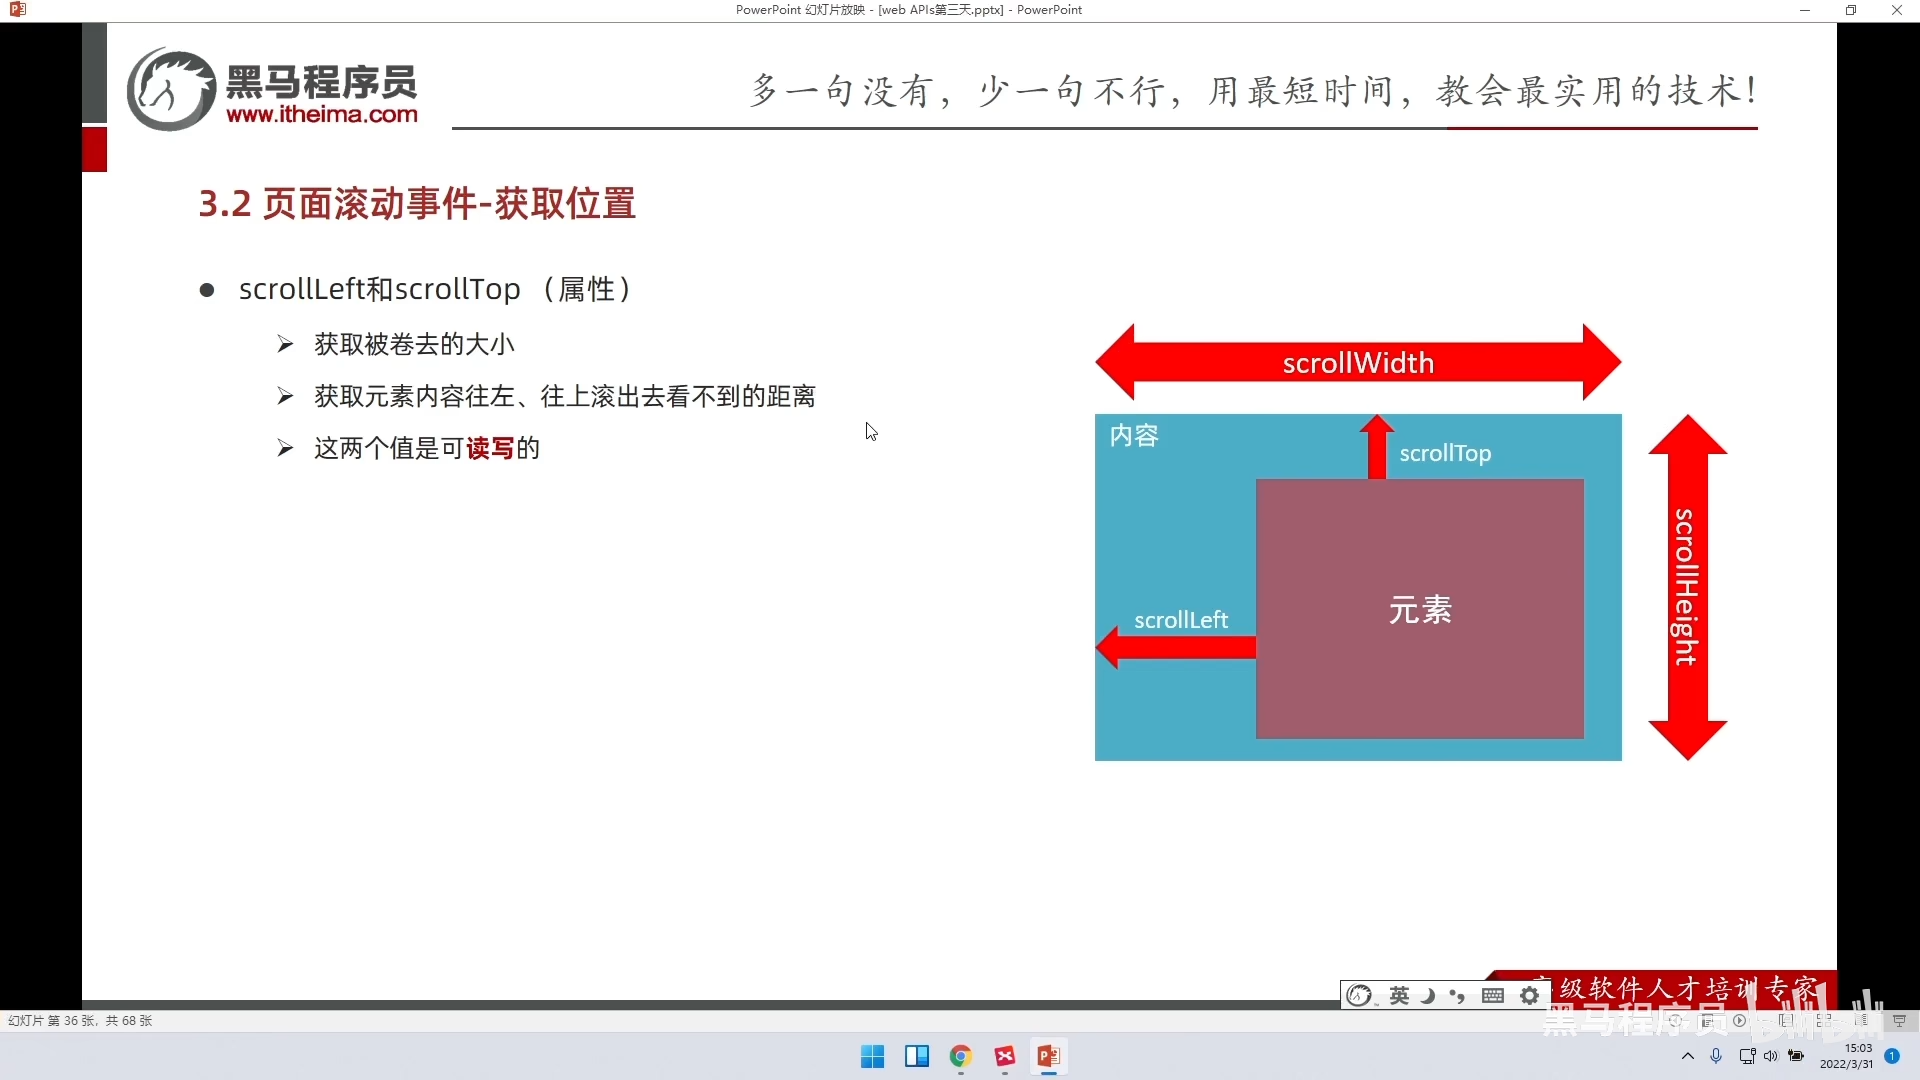 PowerPoint 幻灯片放映 - [web APIs第三天.pptx] - PowerPoint
黑马程序员
www.itheima.com
多一句没有，少一句不行，用最短时间，教会最实用的技术！
3.2 页面滚动事件-获取位置
scrollLeft和scrollTop （属性）
获取被卷去的大小
获取元素内容往左、往上滚出去看不到的距离
这两个值是可读写的
scrollWidth
内容
scrollTop
scrollLeft
元素
scrollHeight
级软件人才培训专家
英
黑马程序员
幻灯片 第 36 张，共 68 张
15:03
2022/3/31
1